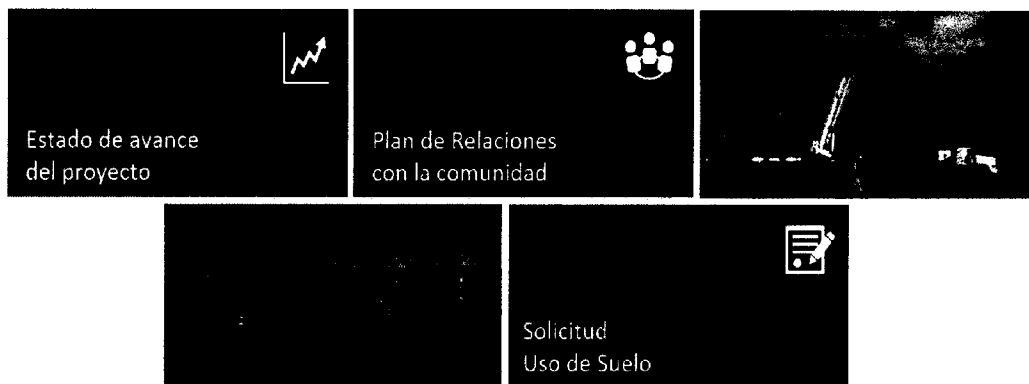 Estado de avance
del proyecto
Plan de Relaciones
con la comunidad
Solicitud
Uso de Suelo